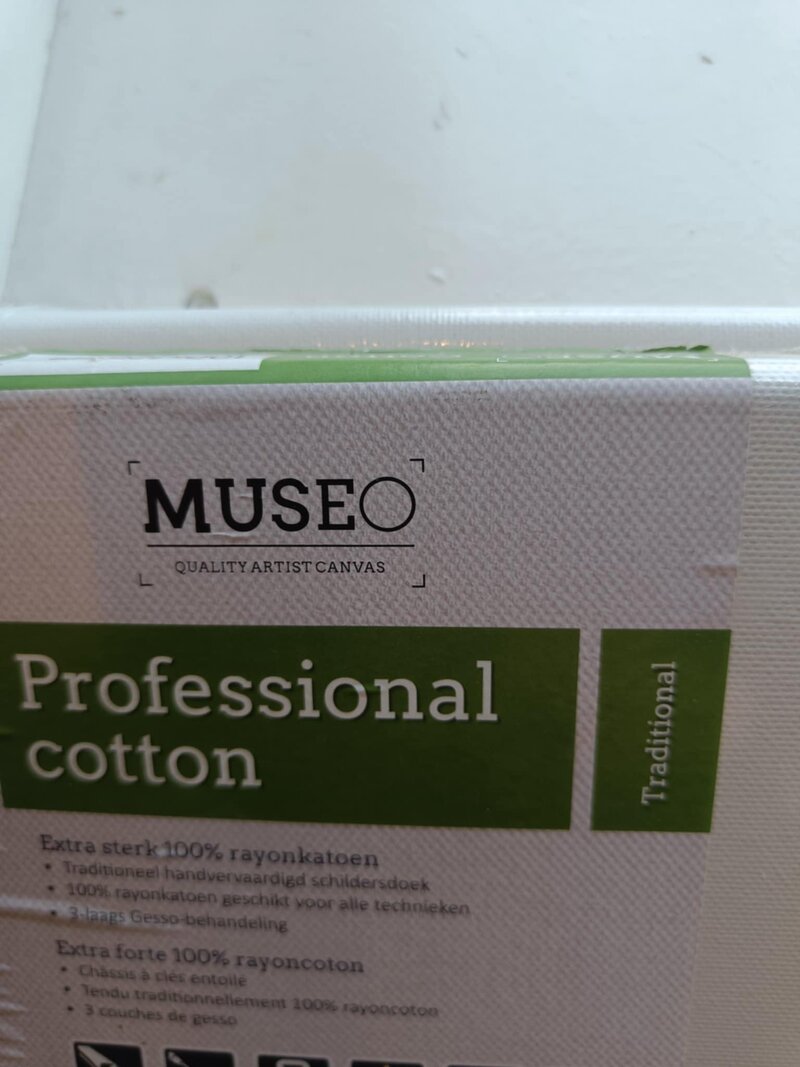 MUSEO
QUALITY ARTIST CANVAS
Professional
cotton
Traditional
Extra sterk 100% rayonkatoen
• Traditioneel handvervaardigd schildersdoek
• 100% rayonkatoen geschikt voor alle technieken
• 3-laags Gesso-behandeling
Extra forte 100% rayoncoton
• Châssis à clés entoilé
• Tendu traditionnellement 100% rayoncoton
• 3 couches de gesso